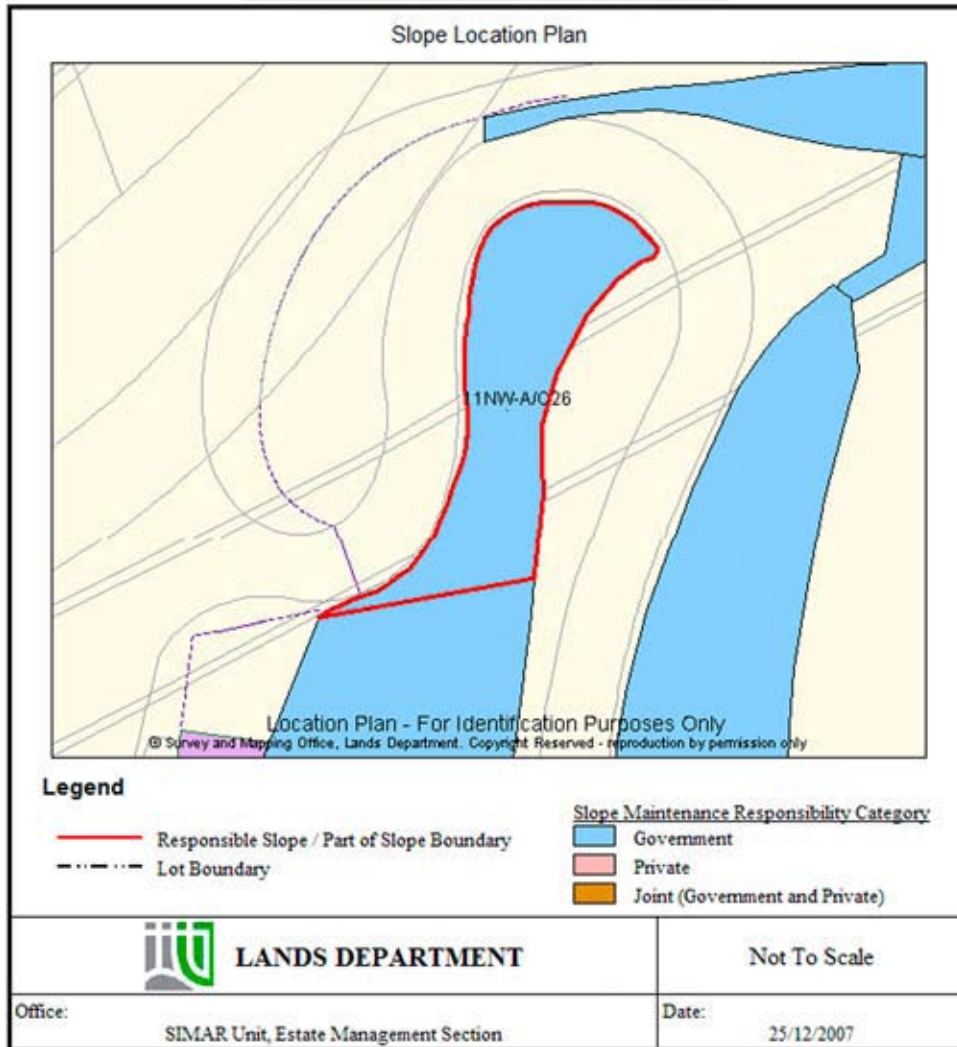 Slope Location Plan
11NW-A/C26
Location Plan - For Identification Purposes Only
© Survey and Mapping Office, Lands Department. Copyright Reserved - reproduction by permission only
Legend
Responsible Slope / Part of Slope Boundary
Lot Boundary
Slope Maintenance Responsibility Category
Government
Private
Joint (Government and Private)
LANDS DEPARTMENT
Not To Scale
Office:
SIMAR Unit, Estate Management Section
Date:
25/12/2007